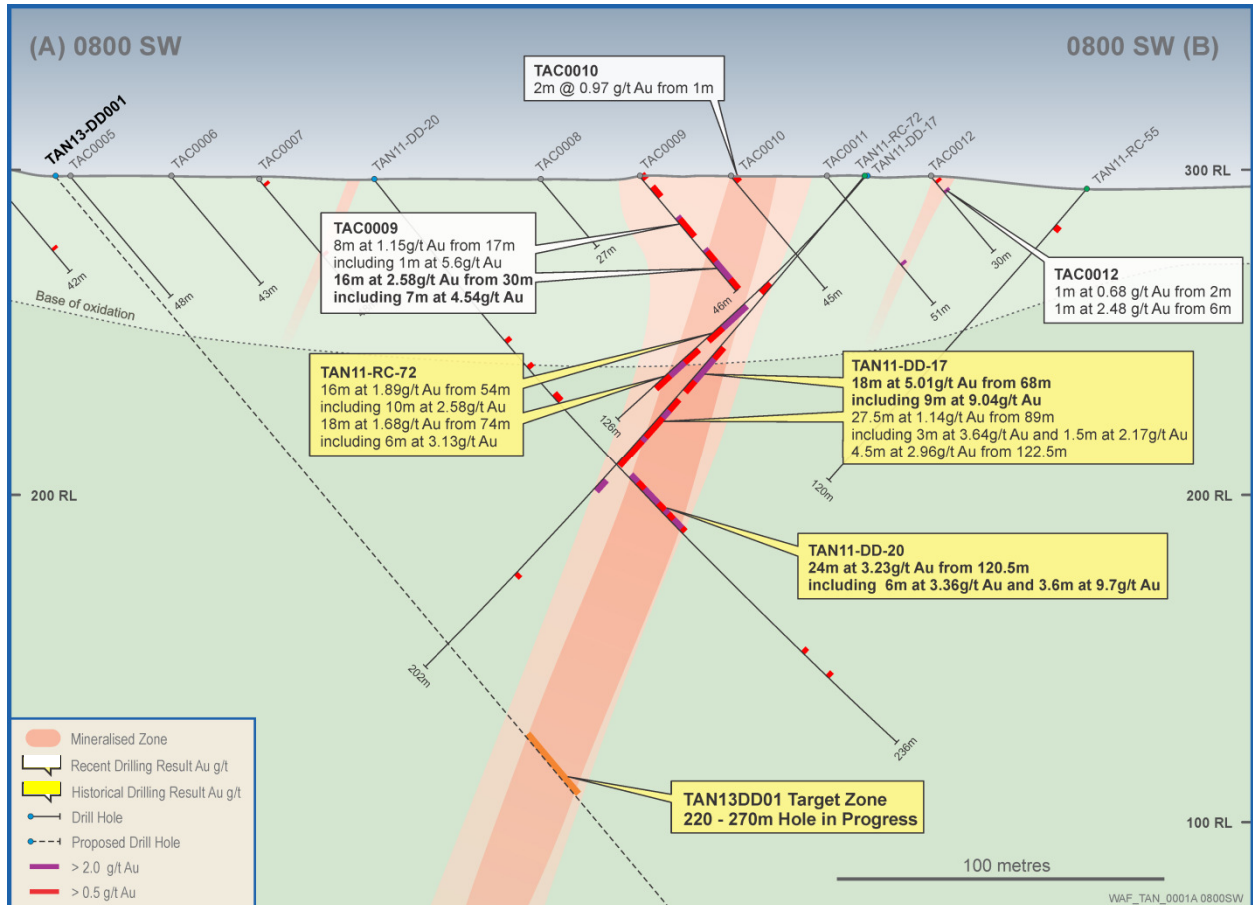 (A) 0800 SW
0800 SW (B)
TAC0010
2m @ 0.97 g/t Au from 1m
TAN13-DD001
TAC0005
TAC0006
TAC0007
TAN11-DD-20
TAC0008
TAC0009
TAC0010
TAC0011
TAN11-RC-72
TAN11-DD-17
TAC0012
TAN11-RC-55
300 RL
TAC0009
8m at 1.15g/t Au from 17m
including 1m at 5.6g/t Au
16m at 2.58g/t Au from 30m
including 7m at 4.54g/t Au
TAC0012
1m at 0.68 g/t Au from 2m
1m at 2.48 g/t Au from 6m
42m
48m
43m
27m
46m
45m
51m
30m
Base of oxidation
TAN11-RC-72
16m at 1.89g/t Au from 54m
including 10m at 2.58g/t Au
18m at 1.68g/t Au from 74m
including 6m at 3.13g/t Au
TAN11-DD-17
18m at 5.01g/t Au from 68m
including 9m at 9.04g/t Au
27.5m at 1.14g/t Au from 89m
including 3m at 3.64g/t Au and 1.5m at 2.17g/t Au
4.5m at 2.96g/t Au from 122.5m
126m
120m
200 RL
200 RL
TAN11-DD-20
24m at 3.23g/t Au from 120.5m
including 6m at 3.36g/t Au and 3.6m at 9.7g/t Au
202m
236m
TAN13DD01 Target Zone
220 - 270m Hole in Progress
100 RL
100 metres
Mineralised Zone
Recent Drilling Result Au g/t
Historical Drilling Result Au g/t
Drill Hole
Proposed Drill Hole
> 2.0 g/t Au
> 0.5 g/t Au
WAF_TAN_0001A 0800SW